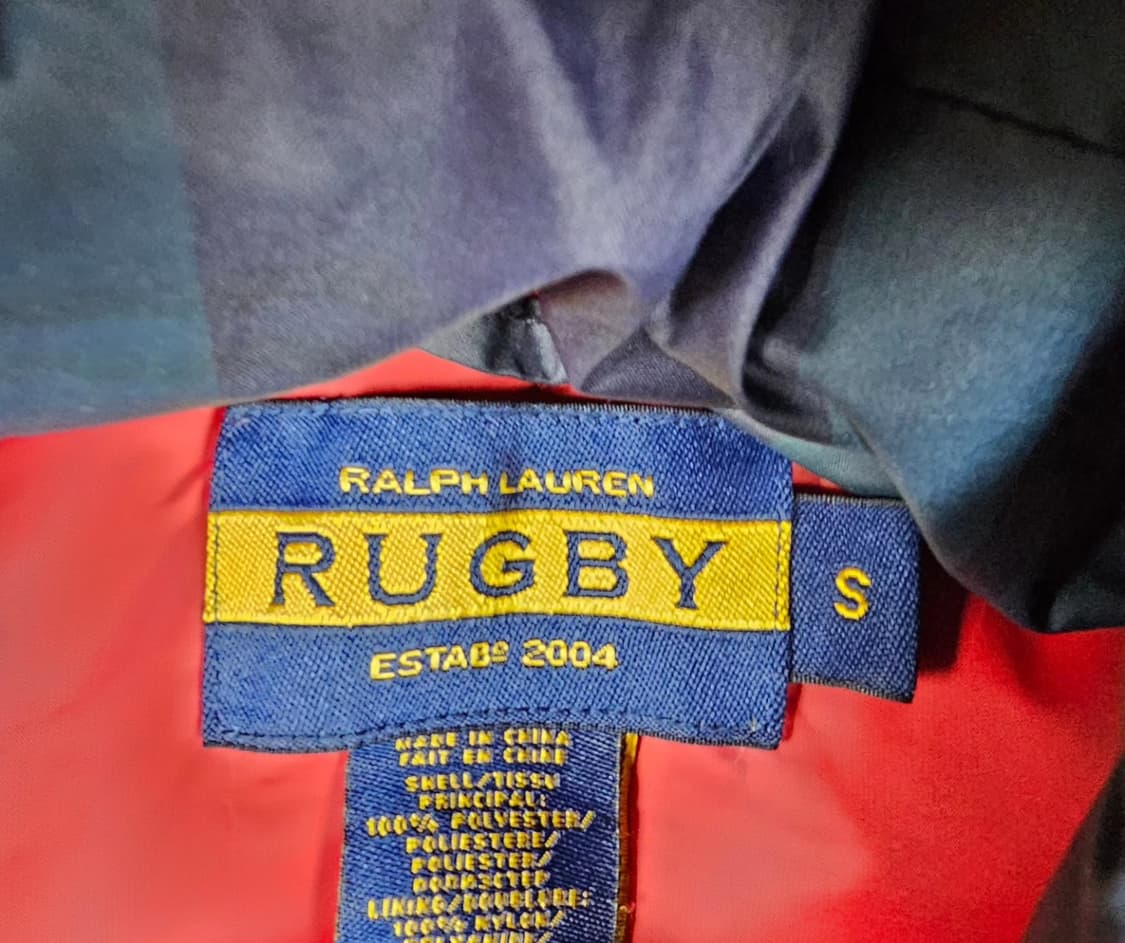 RALPH LAUREN
RUGBY
S
ESTABº 2004
MADE IN CHINA
FAIT EN CHINE
SHELL/TISSU
PRINCIPAL:
100% POLYESTER/
POLIESTERE/
POLIESTER/
LINING/DOUBLURE:
100% NYLON/